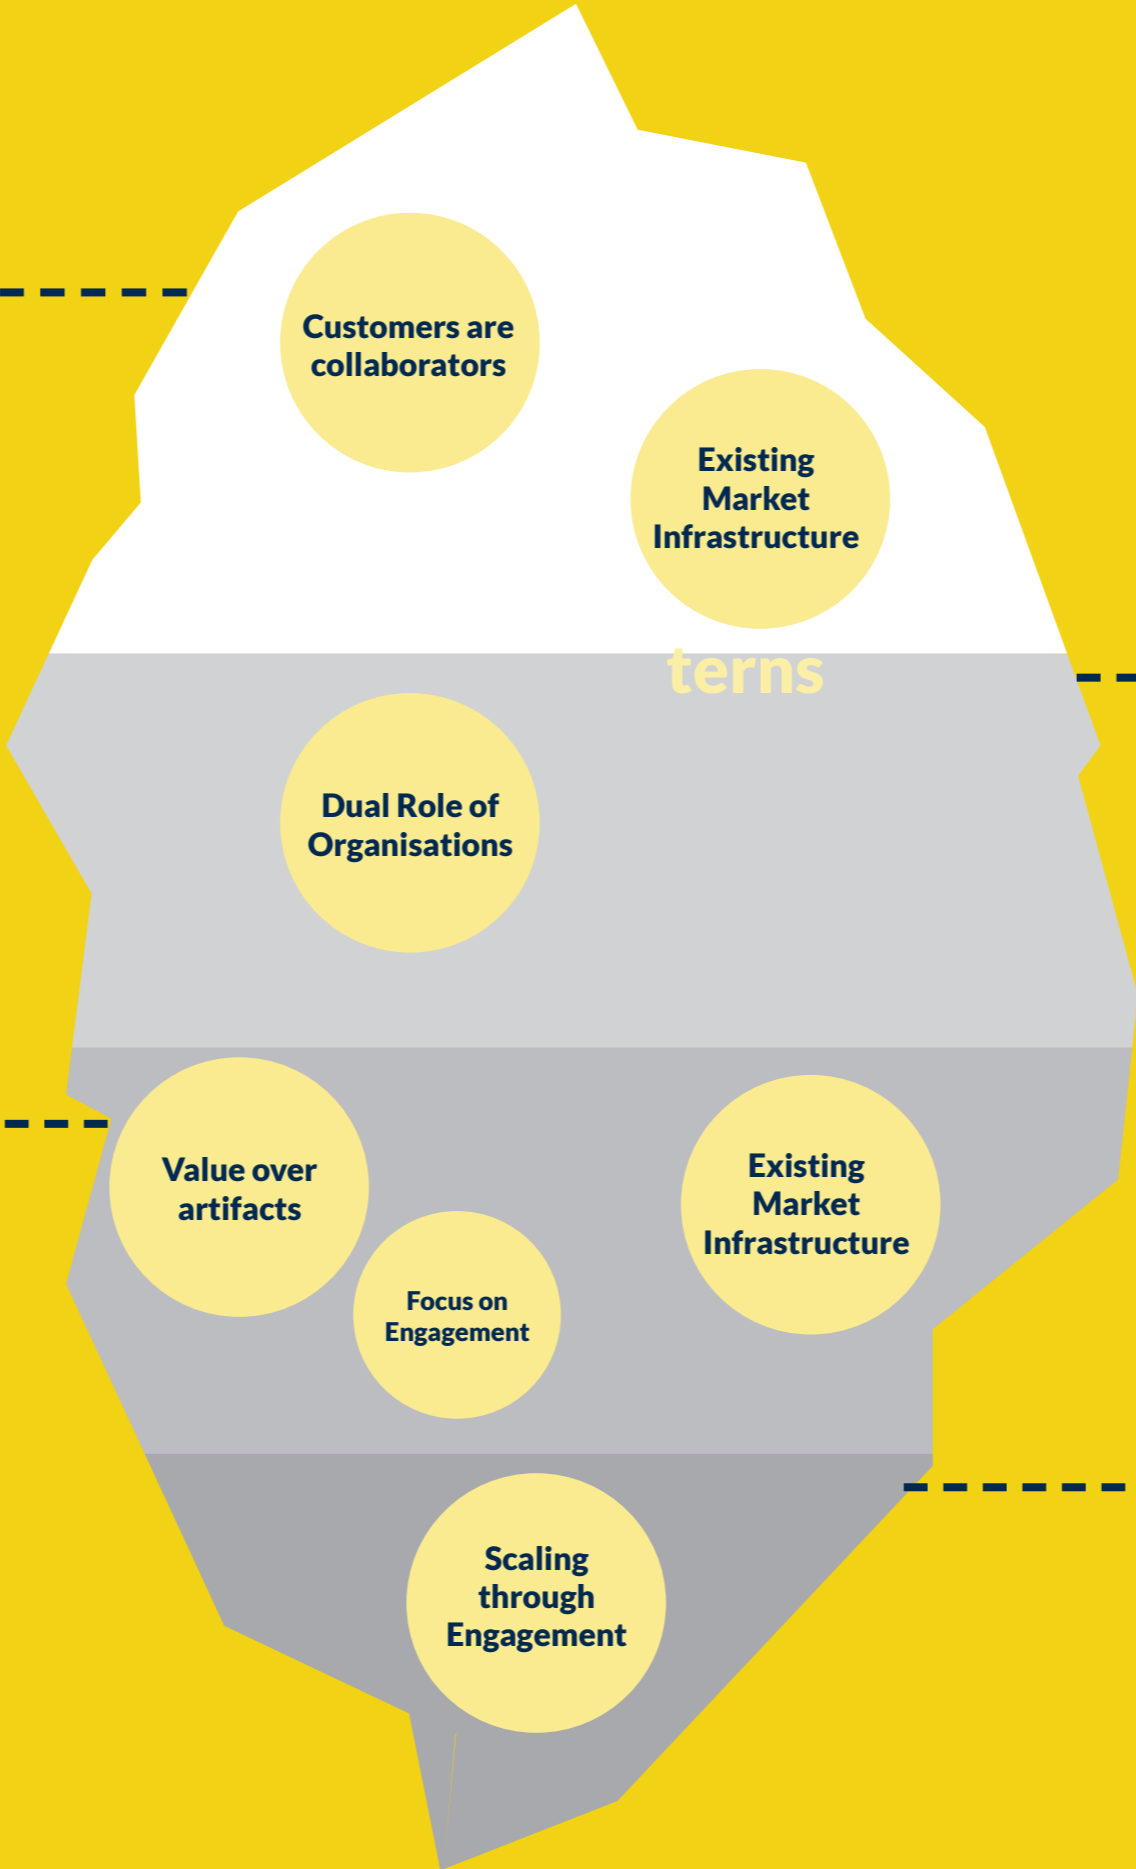 Customers are
collaborators
Existing
Market
Infrastructure
terns
Dual Role of
Organisations
Value over
artifacts
Existing
Market
Infrastructure
Focus on
Engagement
Scaling
through
Engagement